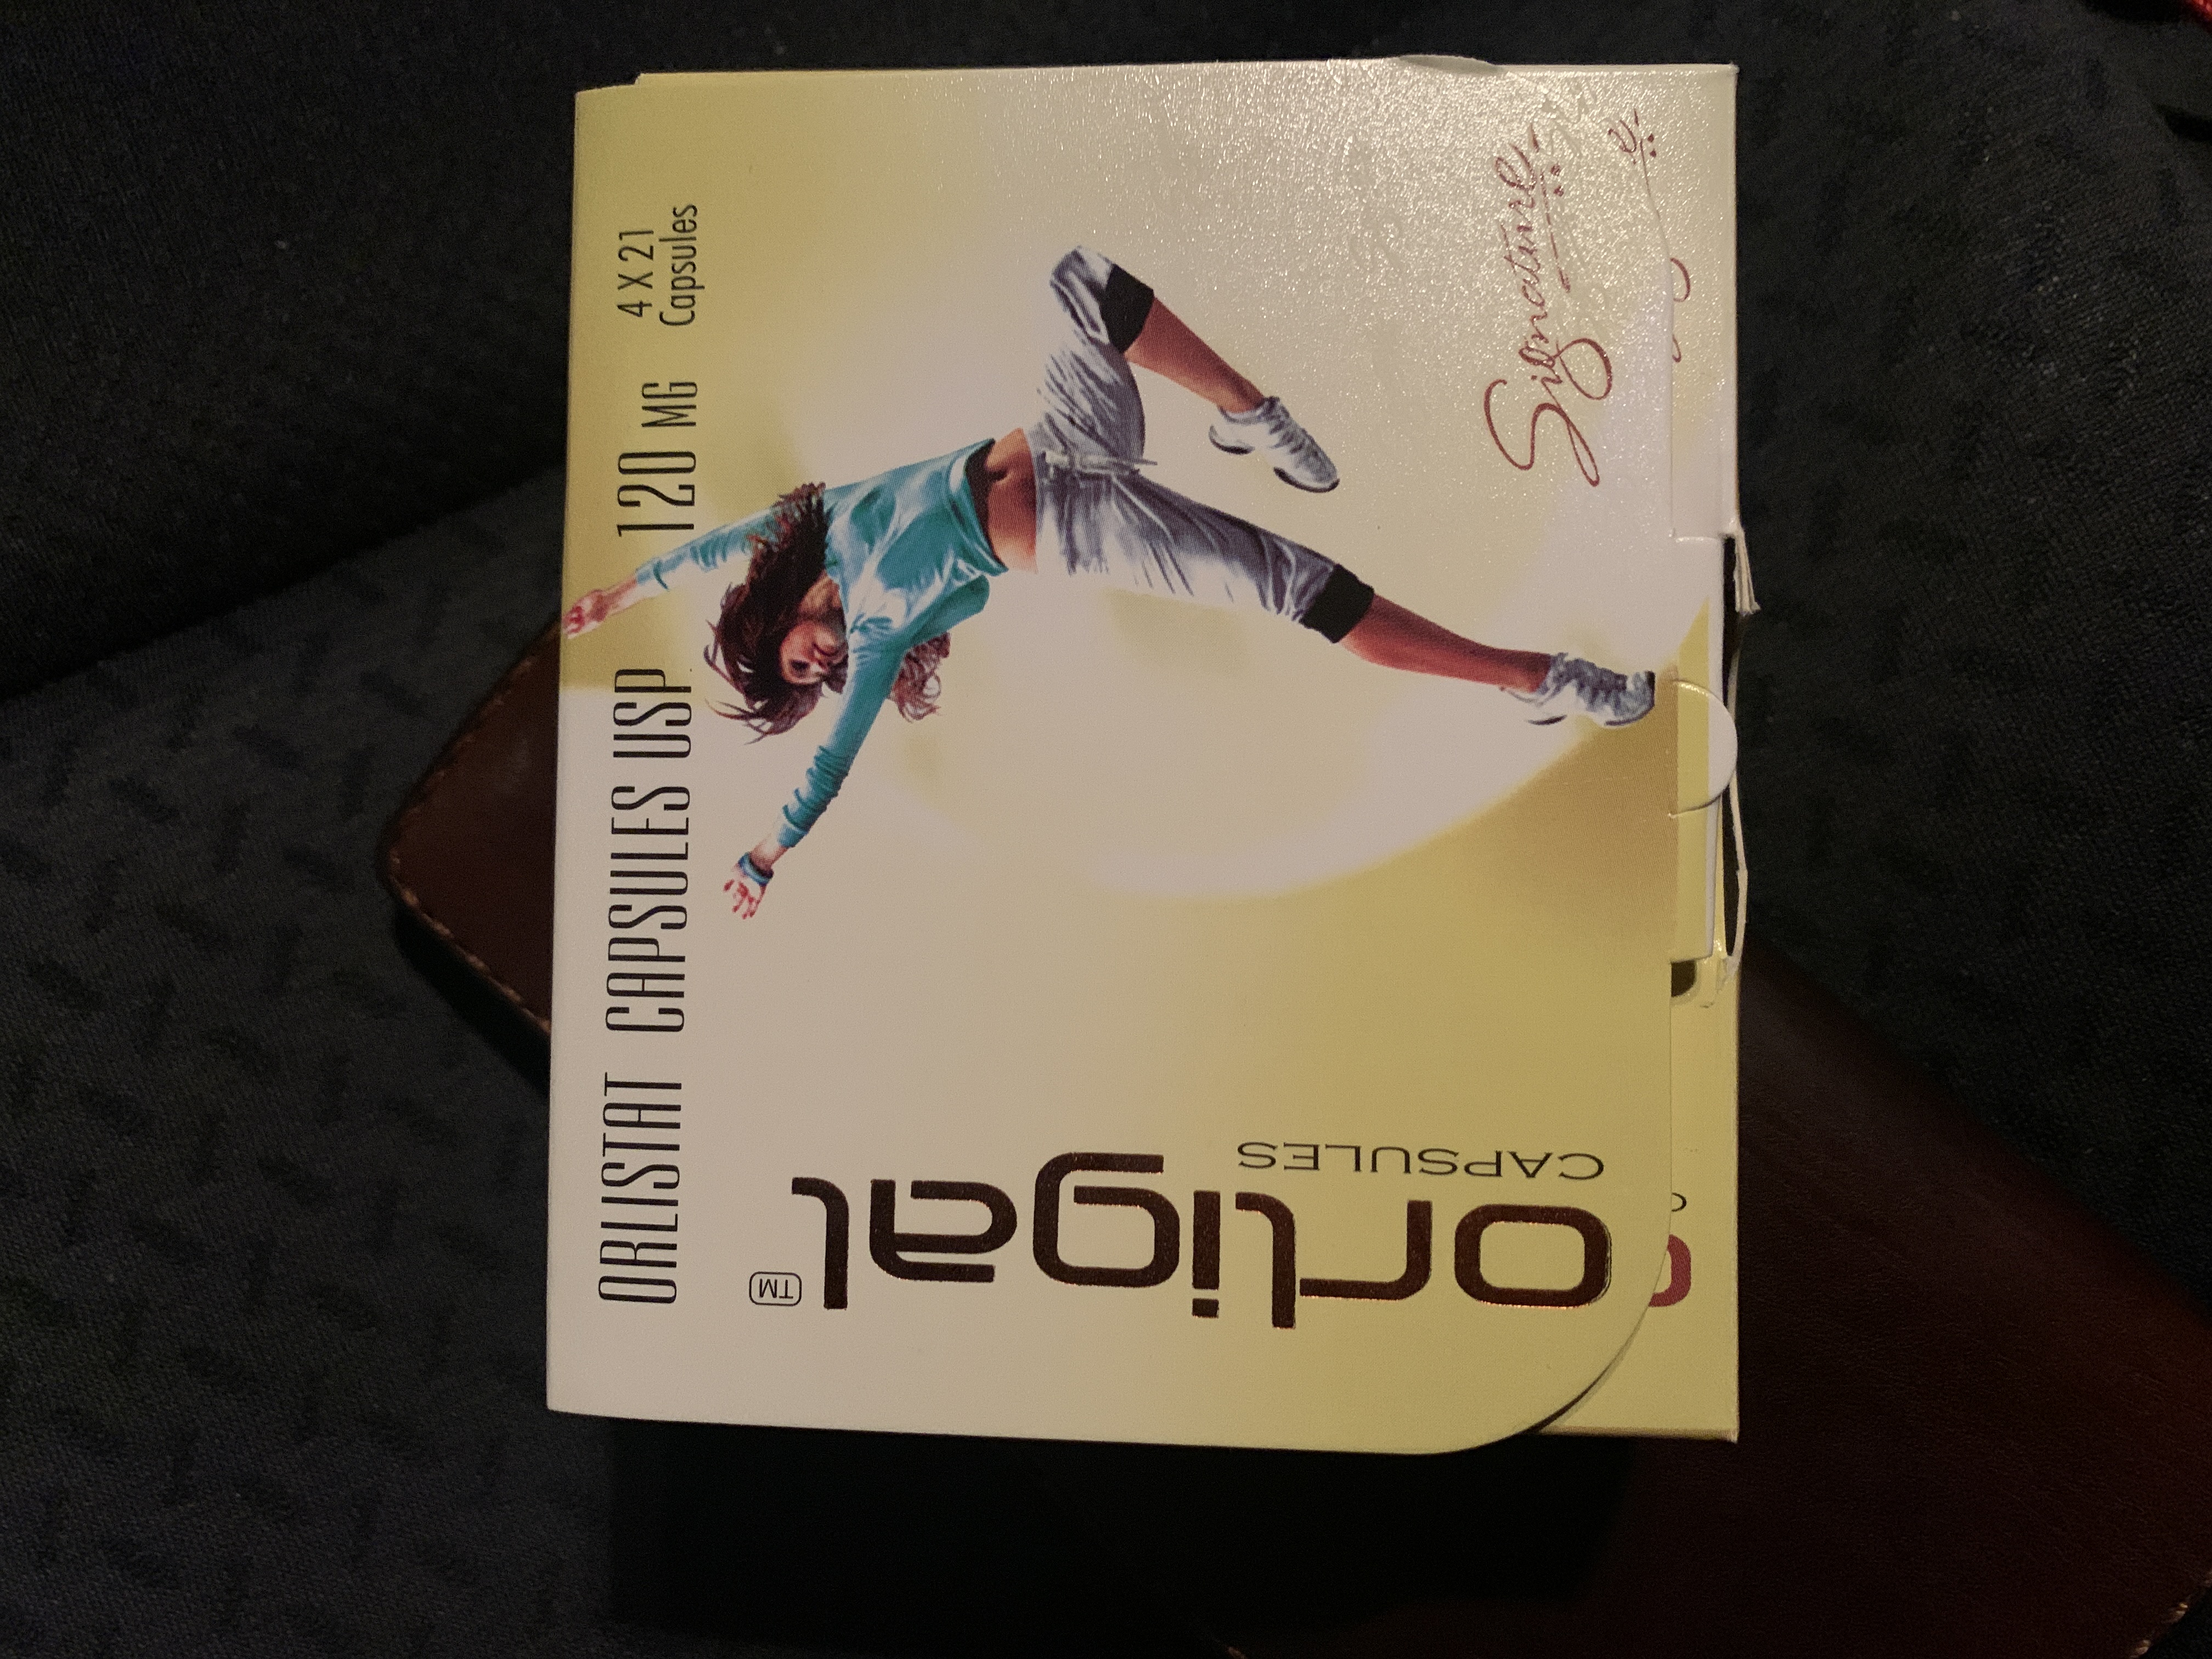 ORLISTAT CAPSULES USP 120 MG
4 X 21
Capsules
orligal TM
CAPSULES
Signature